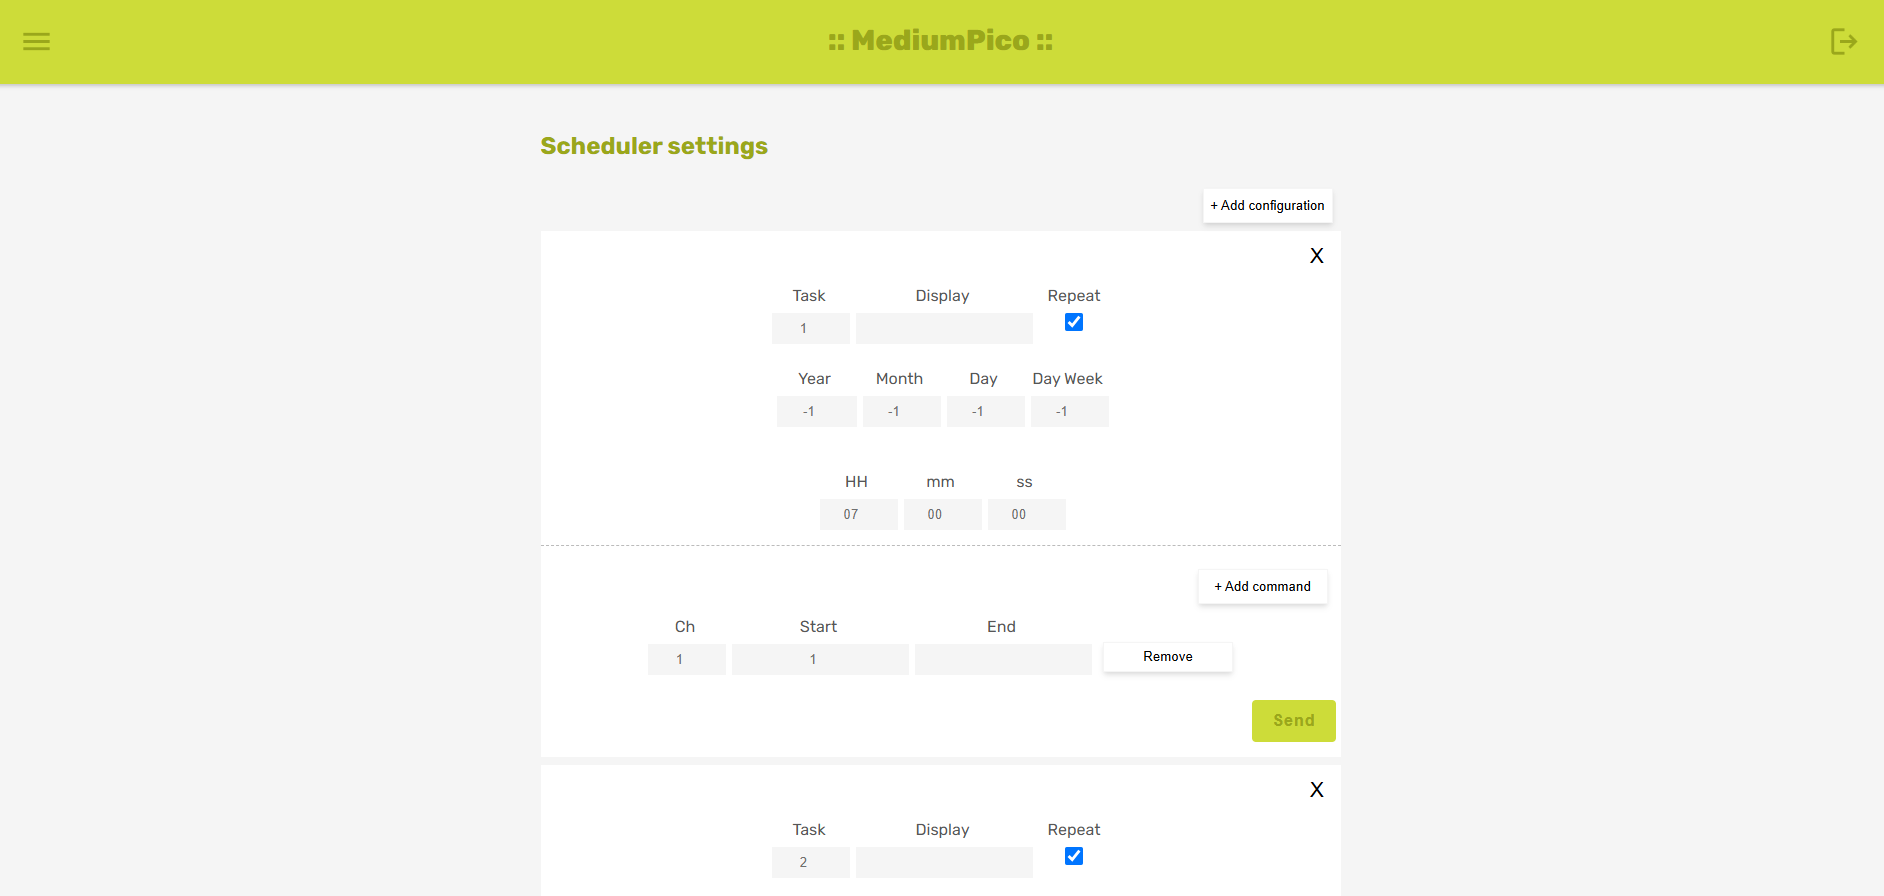 :: MediumPico ::
Scheduler settings
+ Add configuration
X
Task Display Repeat
1
Year Month Day Day Week
-1 -1 -1 -1
HH mm ss
07 00 00
+ Add command
Ch Start End
1 1 Remove
Send
X
Task Display Repeat
2